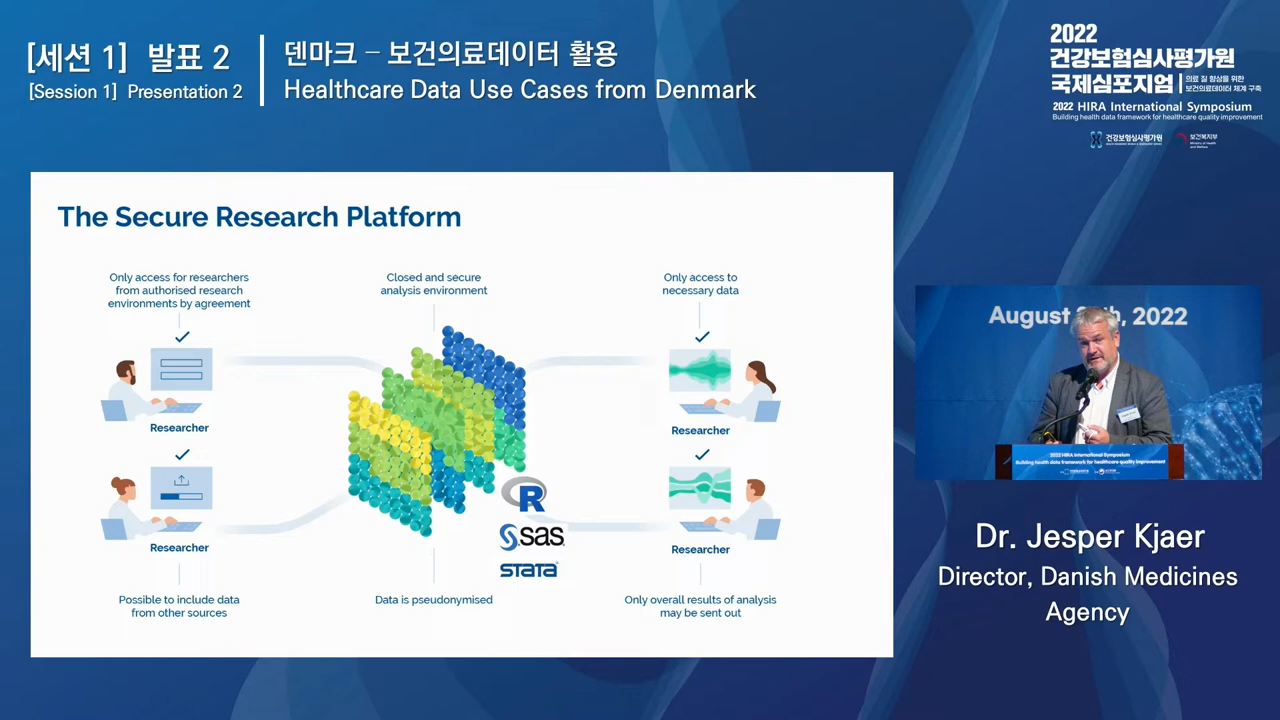 [세션 1] 발표 2
[Session 1] Presentation 2
덴마크 – 보건의료데이터 활용
Healthcare Data Use Cases from Denmark
2022
건강보험심사평가원
국제심포지엄
의료 질 향상을 위한
보건의료데이터 체계 구축
2022 HIRA International Symposium
Building health data framework for healthcare quality improvement
건강보험심사평가원
보건복지부
Ministry of Health
and Welfare
The Secure Research Platform
Only access for researchers
from authorised research
environments by agreement
Closed and secure
analysis environment
Only access to
necessary data
Researcher
Researcher
Researcher
Researcher
R
sas
STATA
Possible to include data
from other sources
Data is pseudonymised
Only overall results of analysis
may be sent out
August th, 2022
2022 HIRA International Symposium
Building health data framework for healthcare quality improvement
Dr. Jesper Kjaer
Director, Danish Medicines
Agency